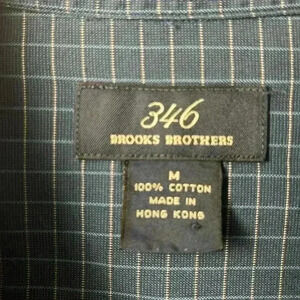 346
BROOKS BROTHERS
M
100% COTTON
MADE IN
HONG KONG